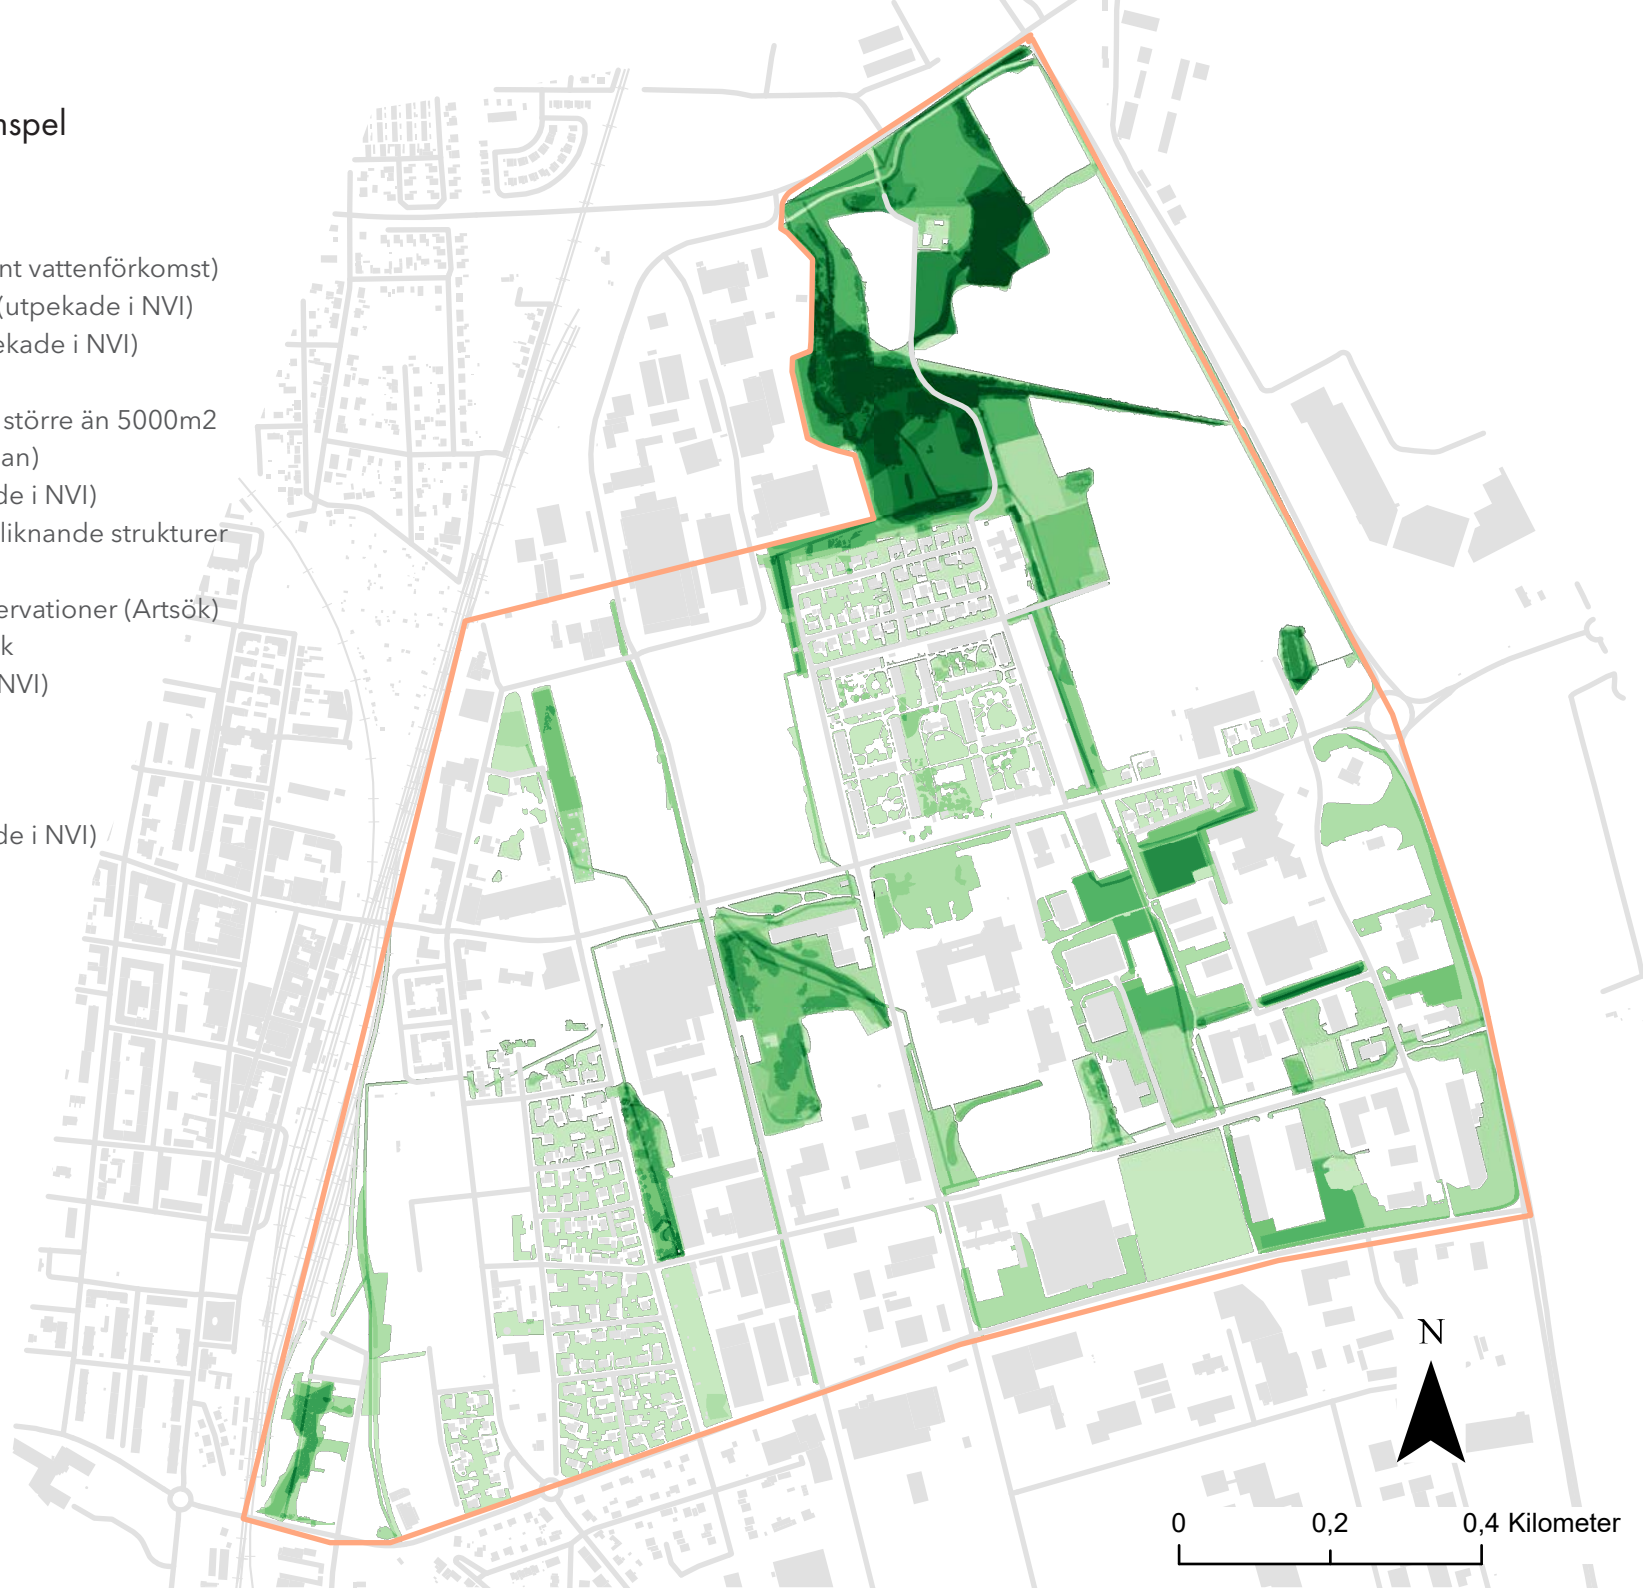 nspel
nt vattenförkomst)
(utpekade i NVI)
ekade i NVI)
större än 5000m2
an)
de i NVI)
liknande strukturer
ervationer (Artsök)
k
NVI)
de i NVI)
N
0 0,2 0,4 Kilometer